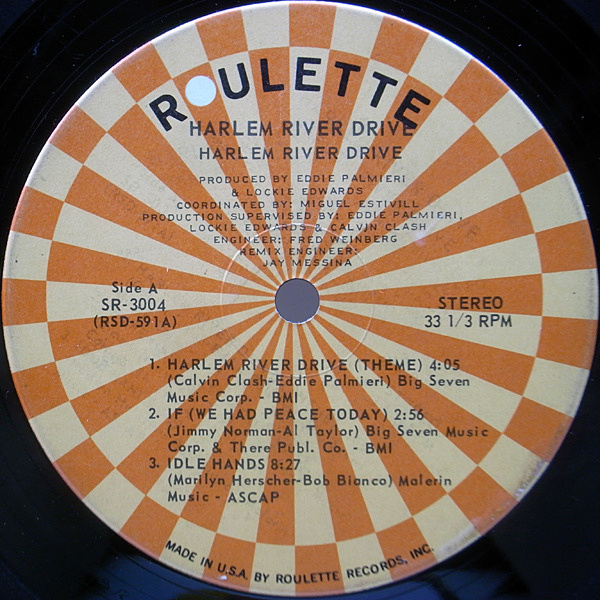 ROULETTE
HARLEM RIVER DRIVE
HARLEM RIVER DRIVE
PRODUCED BY EDDIE PALMIERI
& LOCKIE EDWARDS
COORDINATED BY: MIGUEL ESTIVILL
PRODUCTION SUPERVISED BY: EDDIE PALMIERI,
LOCKIE EDWARDS & CALVIN CLASH
ENGINEER: FRED WEINBERG
REMIX ENGINEER:
JAY MESSINA
Side A
SR-3004
(RSD-591A)
STEREO
33 1/3 RPM
1. HARLEM RIVER DRIVE (THEME) 4:05
(Calvin Clash-Eddie Palmieri) Big Seven
Music Corp. - BMI
2. IF (WE HAD PEACE TODAY) 2:56
(Jimmy Norman-Al Taylor) Big Seven Music
Corp. & There Publ. Co. - BMI
3. IDLE HANDS 8:27
(Marilyn Herscher-Bob Bianco) Malerin
Music - ASCAP
MADE IN U.S.A. BY ROULETTE RECORDS, INC.